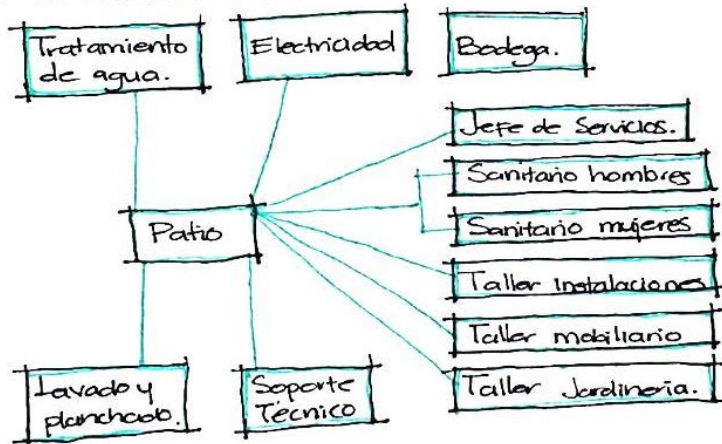 Tratamiento
de agua.
Electricidad
Bodega.
Jefe de Servicios.
Sanitario hombres
Sanitario mujeres
Patio
Taller instalaciones
Taller mobiliario
Taller Jardineria.
Lavado y
planchado.
Soporte
Técnico